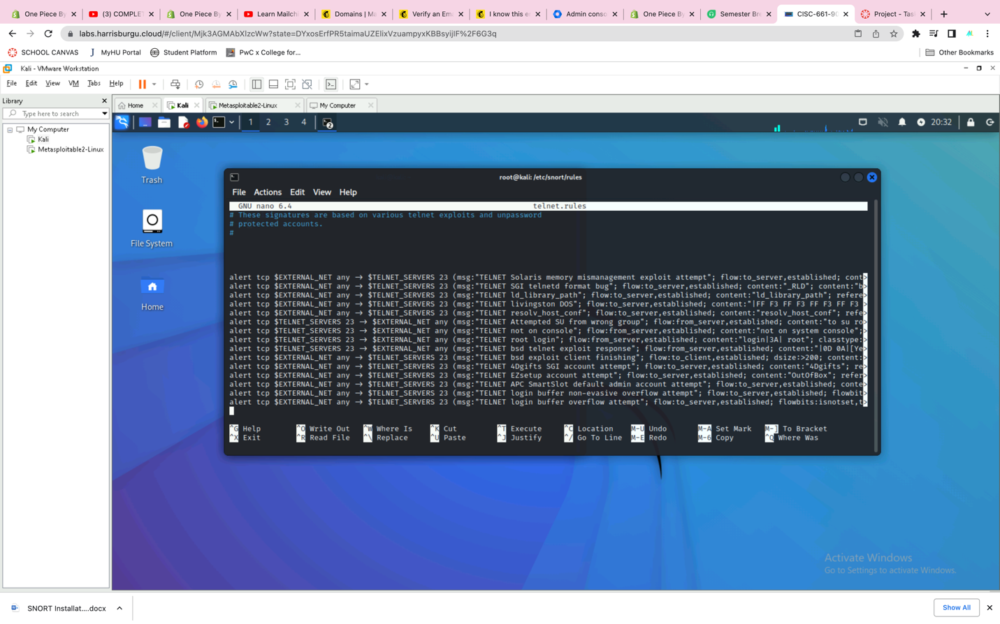 One Piece By
(3) COMPLET
One Piece By
Learn Mailchi
Domains | Ma
Verify an Ema
I know this en
Admin conso
One Piece By
Semester Bre
CISC-661-90
Project - Tas
labs.harrisburgu.cloud/#/client/Mjk3AGMAbXIzcWw?state=DYxosErfPR5taimaUZElixVzuampyxKBBsyijlF%2F6G3q
SCHOOL CANVAS
MyHU Portal
Student Platform
PwC x College for...
Other Bookmarks
Kali - VMware Workstation
File Edit View VM Tabs Help
Library
Type here to search
My Computer
Kali
Metasploitable2-Linux
Home
Kali
Metasploitable2-Linux
My Computer
1 2 3 4
2
20:32
Trash
File System
Home
root@kali: /etc/snort/rules
File Actions Edit View Help
GNU nano 6.4 telnet.rules
# These signatures are based on various telnet exploits and unpassword
# protected accounts.
#
alert tcp $EXTERNAL_NET any → $TELNET_SERVERS 23 (msg:"TELNET Solaris memory mismanagement exploit attempt"; flow:to_server,established; cont>
alert tcp $EXTERNAL_NET any → $TELNET_SERVERS 23 (msg:"TELNET SGI telnetd format bug"; flow:to_server,established; content:"_RLD"; content:"b>
alert tcp $EXTERNAL_NET any → $TELNET_SERVERS 23 (msg:"TELNET ld_library_path"; flow:to_server,established; content:"ld_library_path"; refere>
alert tcp $EXTERNAL_NET any → $TELNET_SERVERS 23 (msg:"TELNET livingston DOS"; flow:to_server,established; content:"|FF F3 FF F3 FF F3 FF F3 >
alert tcp $EXTERNAL_NET any → $TELNET_SERVERS 23 (msg:"TELNET resolv_host_conf"; flow:to_server,established; content:"resolv_host_conf"; refe>
alert tcp $TELNET_SERVERS 23 → $EXTERNAL_NET any (msg:"TELNET Attempted SU from wrong group"; flow:from_server,established; content:"to su ro>
alert tcp $TELNET_SERVERS 23 → $EXTERNAL_NET any (msg:"TELNET not on console"; flow:from_server,established; content:"not on system console";>
alert tcp $TELNET_SERVERS 23 → $EXTERNAL_NET any (msg:"TELNET root login"; flow:from_server,established; content:"login|3A| root"; classtype:>
alert tcp $TELNET_SERVERS 23 → $EXTERNAL_NET any (msg:"TELNET bsd telnet exploit response"; flow:from_server,established; content:"|0D 0A|[Ye>
alert tcp $EXTERNAL_NET any → $TELNET_SERVERS 23 (msg:"TELNET bsd exploit client finishing"; flow:to_client,established; dsize:>200; content:>
alert tcp $EXTERNAL_NET any → $TELNET_SERVERS 23 (msg:"TELNET 4Dgifts SGI account attempt"; flow:to_server,established; content:"4Dgifts"; re>
alert tcp $EXTERNAL_NET any → $TELNET_SERVERS 23 (msg:"TELNET EZsetup account attempt"; flow:to_server,established; content:"OutOfBox"; refer>
alert tcp $EXTERNAL_NET any → $TELNET_SERVERS 23 (msg:"TELNET APC SmartSlot default admin account attempt"; flow:to_server,established; conte>
alert tcp $EXTERNAL_NET any → $TELNET_SERVERS 23 (msg:"TELNET login buffer non-evasive overflow attempt"; flow:to_server,established; flowbit>
alert tcp $EXTERNAL_NET any → $TELNET_SERVERS 23 (msg:"TELNET login buffer overflow attempt"; flow:to_server,established; flowbits:isnotset,t>
^G Help ^O Write Out ^W Where Is ^K Cut ^T Execute ^C Location M-U Undo M-A Set Mark M-] To Bracket
^X Exit ^R Read File ^\ Replace ^U Paste ^J Justify ^/ Go To Line M-E Redo M-6 Copy ^Q Where Was
Activate Windows
Go to Settings to activate Windows.
SNORT Installat....docx
Show All